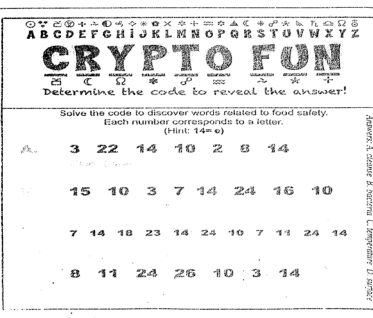 A B C D E F G H i J K L M N O P Q R S T U V W X Y Z
CRYPTO FUN
Determine the code to reveal the answer!
Solve the code to discover words related to food safety.
Each number corresponds to a letter.
(Hint: 14= e)
A. 3 22 14 10 2 8 14
15 10 3 7 14 24 16 10
7 14 18 23 14 24 10 7 11 24 14
8 11 24 26 10 3 14
Answers: A. cleanse B. bacteria C. temperature D. surface